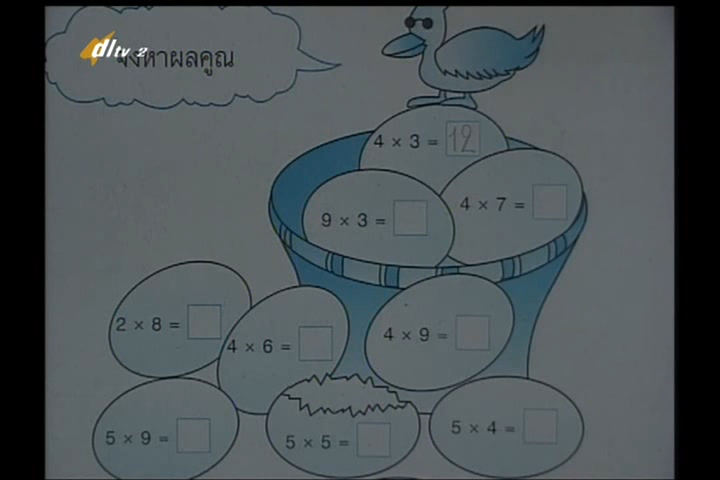 dltv 2
จงหาผลคูณ
4 × 3 = 12
9 × 3 =
4 × 7 =
2 × 8 =
4 × 6 =
4 × 9 =
5 × 9 =
5 × 5 =
5 × 4 =